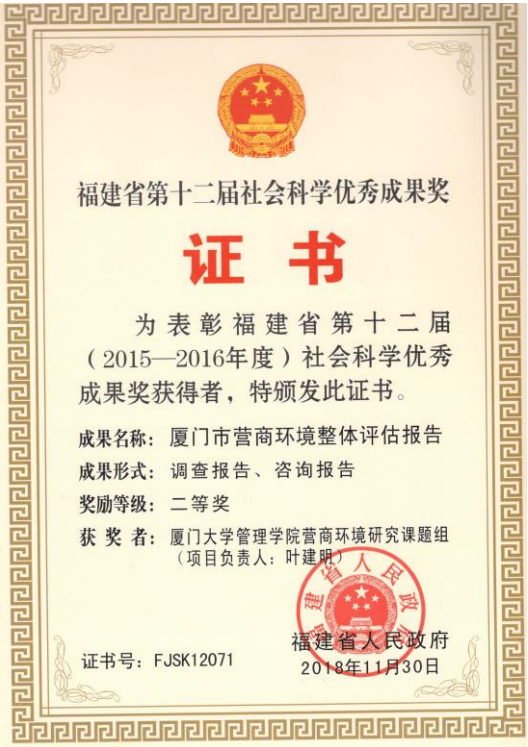 福建省第十二届社会科学优秀成果奖
证书
为表彰福建省第十二届
（2015—2016年度）社会科学优秀
成果奖获得者，特颁发此证书。
成果名称：厦门市营商环境整体评估报告
成果形式：调查报告、咨询报告
奖励等级：二等奖
获奖者：厦门大学管理学院营商环境研究课题组
（项目负责人：叶建明）
福建省人民政府
福建省人民政府
证书号：FJSK12071
2018年11月30日